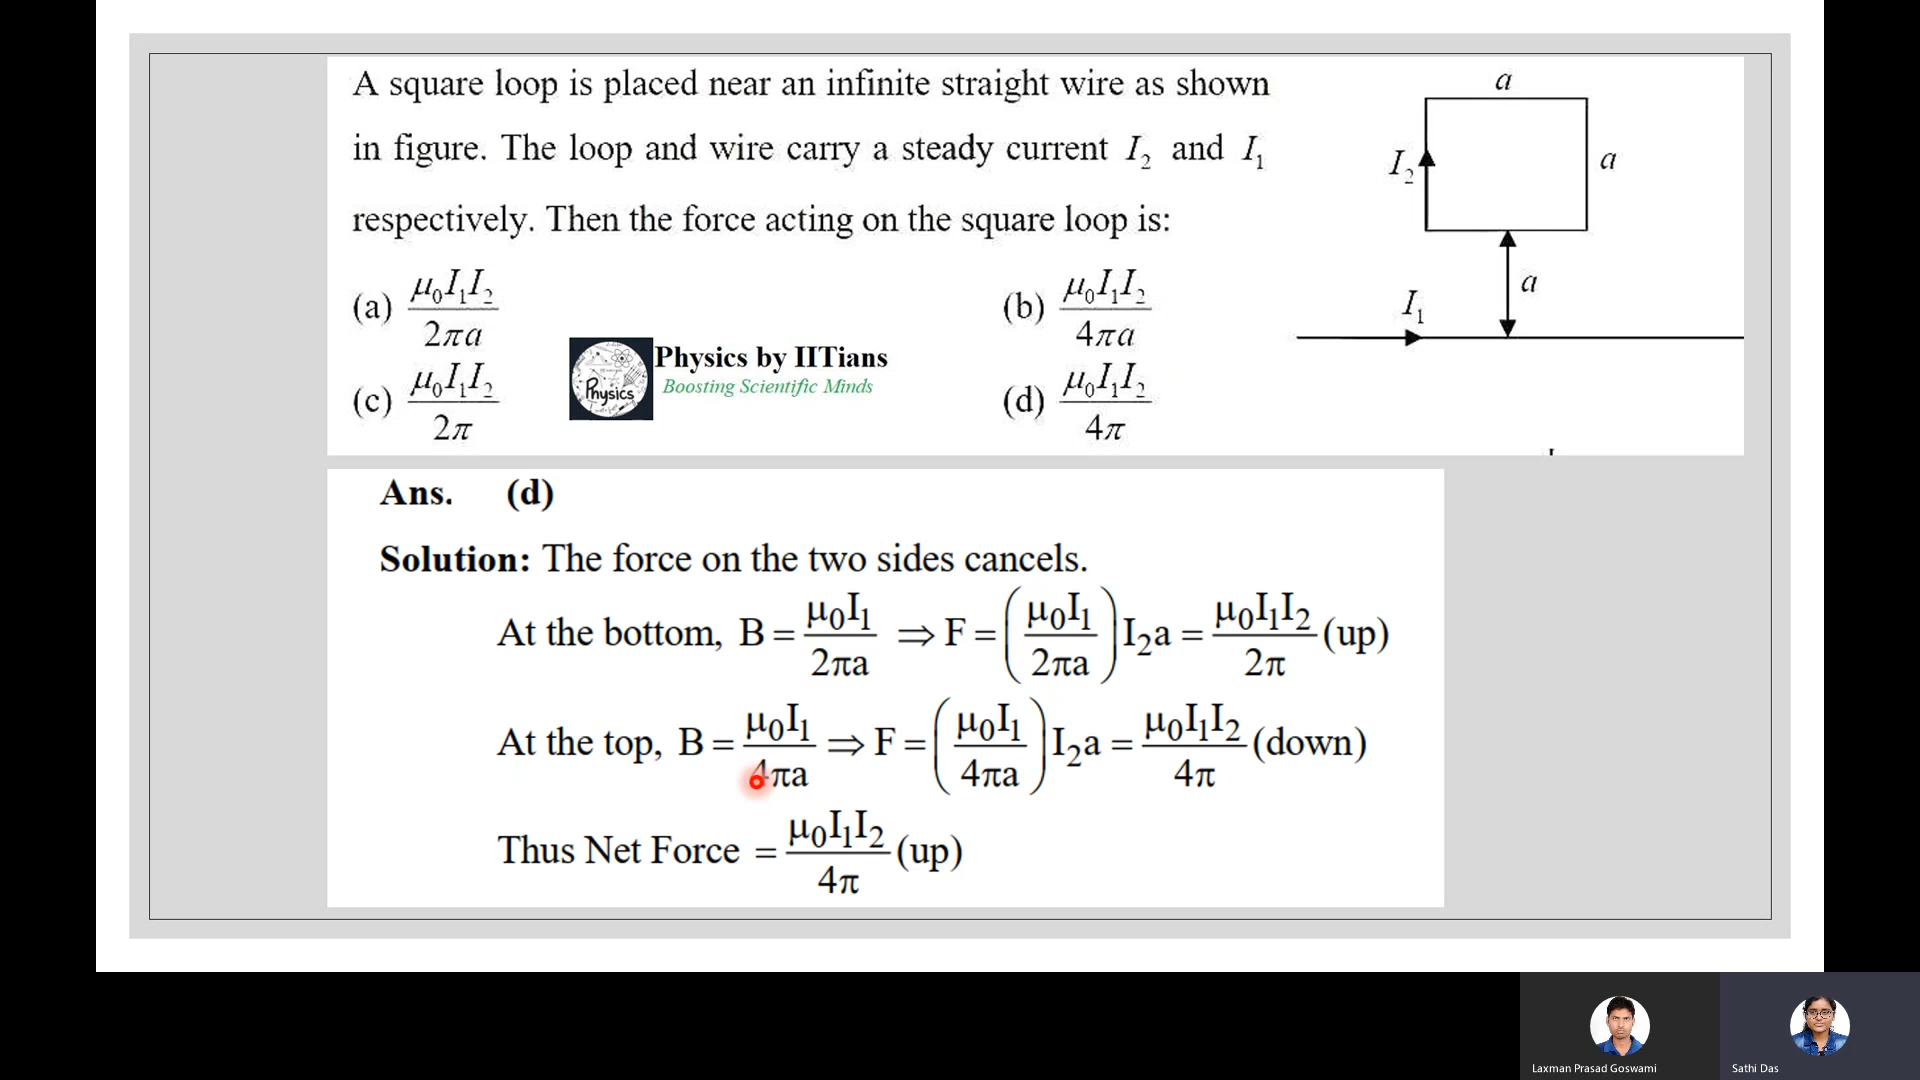 A square loop is placed near an infinite straight wire as shown
in figure. The loop and wire carry a steady current I₂ and I₁
respectively. Then the force acting on the square loop is:
(a) μ₀I₁I₂ / 2πa
(b) μ₀I₁I₂ / 4πa
(c) μ₀I₁I₂ / 2π
(d) μ₀I₁I₂ / 4π
Physics
Physics by IITians
Boosting Scientific Minds
a
I₂
a
a
I₁
Ans. (d)
Solution: The force on the two sides cancels.
At the bottom, B = μ₀I₁ / 2πa ⇒ F = (μ₀I₁ / 2πa) I₂a = μ₀I₁I₂ / 2π (up)
At the top, B = μ₀I₁ / 4πa ⇒ F = (μ₀I₁ / 4πa) I₂a = μ₀I₁I₂ / 4π (down)
Thus Net Force = μ₀I₁I₂ / 4π (up)
Laxman Prasad Goswami
Sathi Das